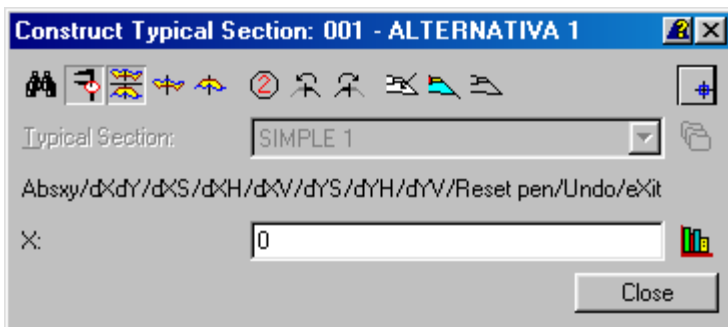 Construct Typical Section: 001 - ALTERNATIVA 1
2
Typical Section: SIMPLE 1
Absxy/dXdY/dXS/dXH/dXV/dYS/dYH/dYV/Reset pen/Undo/eXit
X: 0
Close